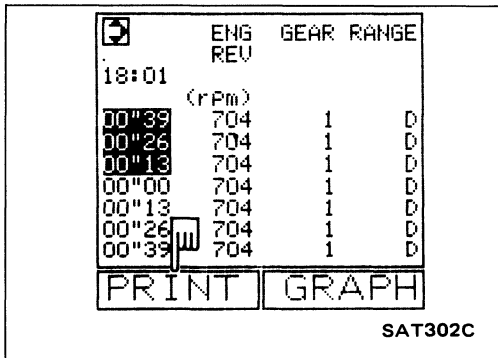 ENG GEAR RANGE
REV
18:01
(rpm)
00"39 704 1 D
00"26 704 1 D
00"13 704 1 D
00"00 704 1 D
00"13 704 1 D
00"26 704 1 D
00"39 704 1 D
PRINT GRAPH
SAT302C